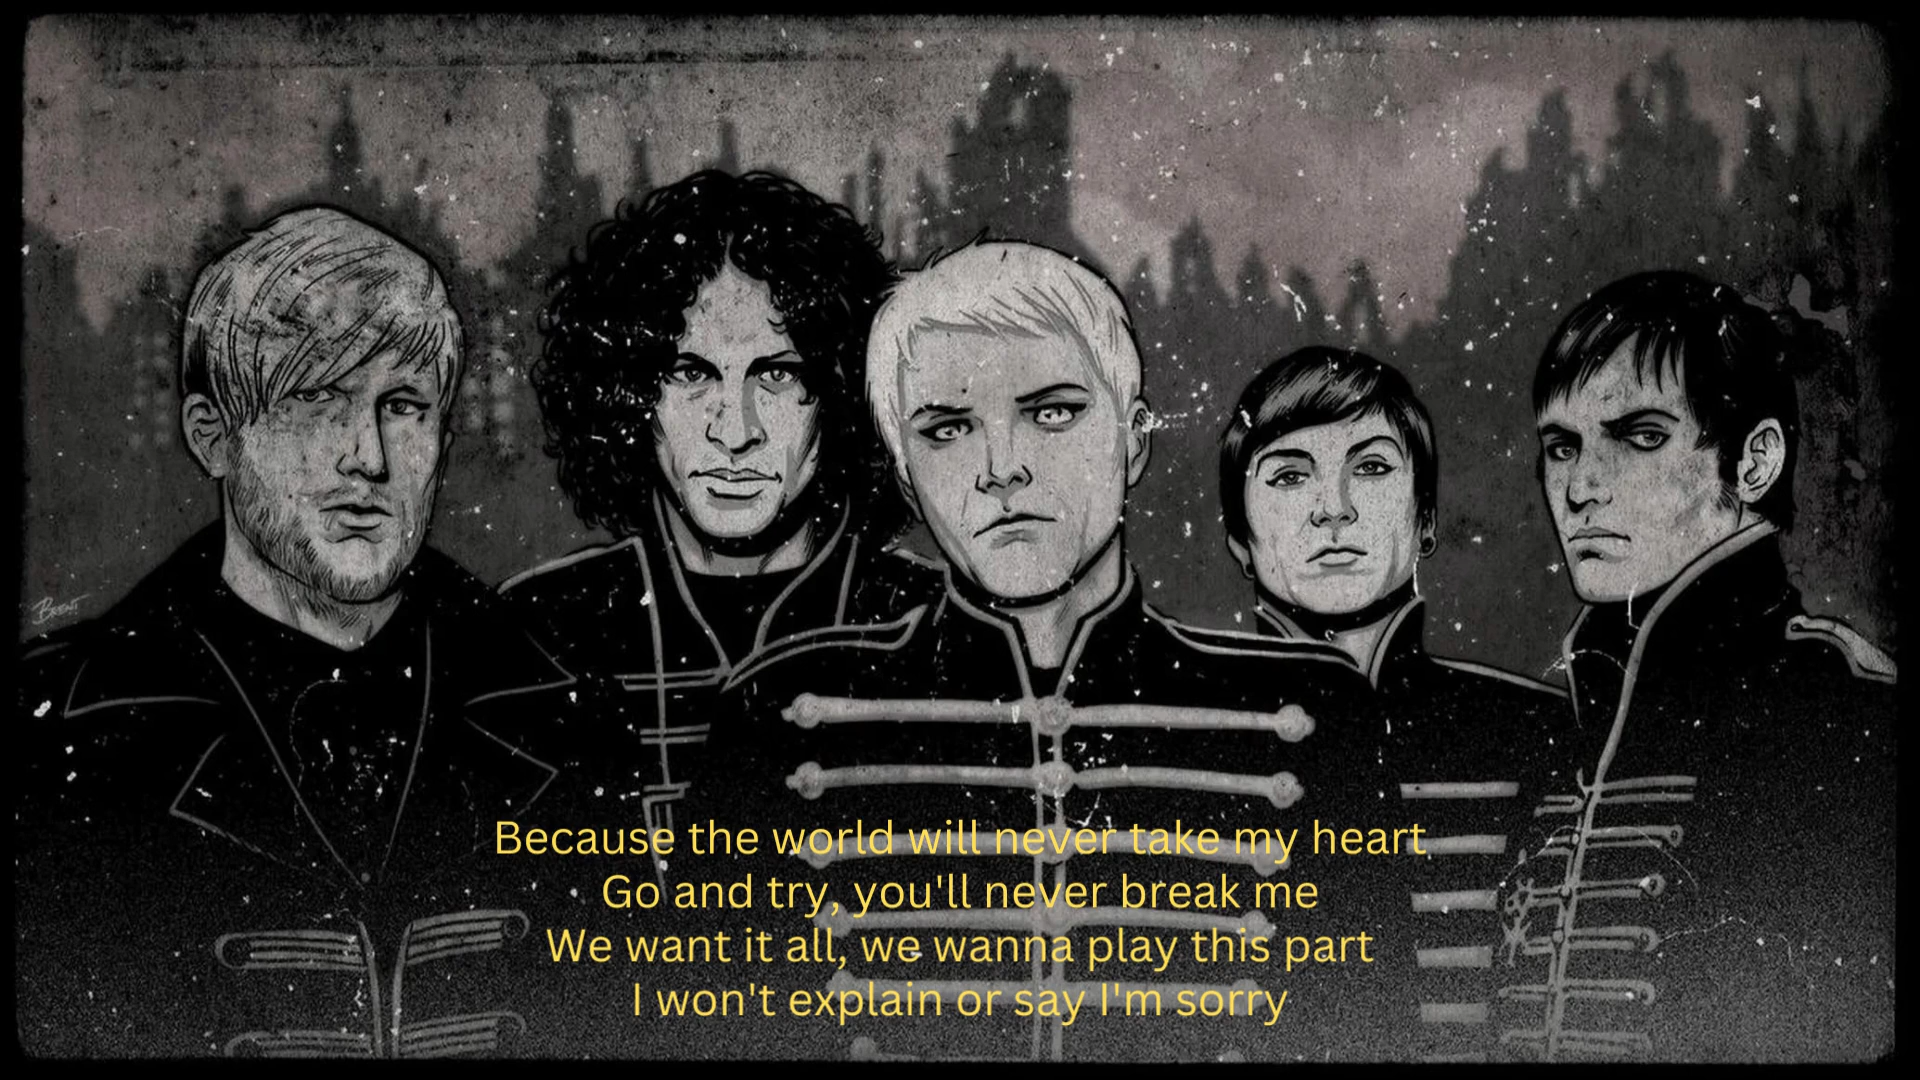 BRENT
Because the world will never take my heart
Go and try, you'll never break me
We want it all, we wanna play this part
I won't explain or say I'm sorry